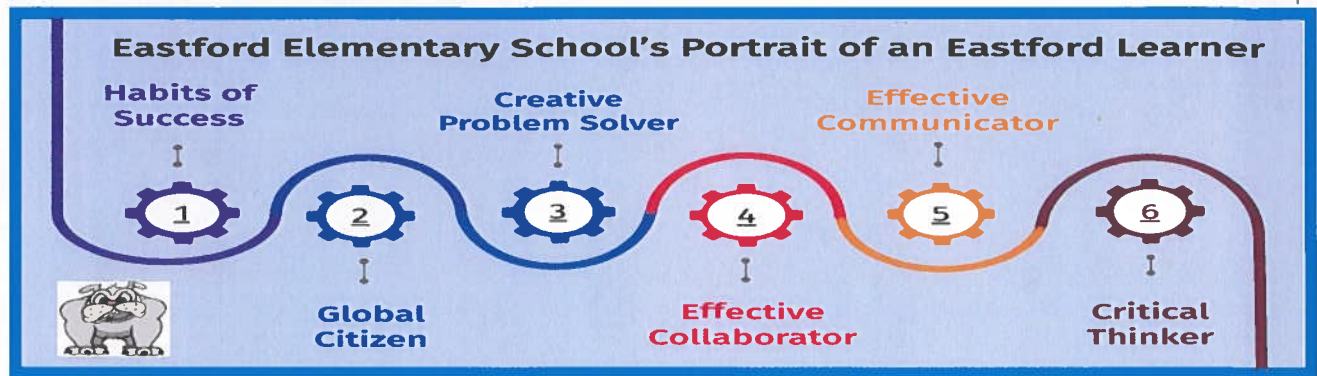 Eastford Elementary School's Portrait of an Eastford Learner
Habits of
Success
1
2
Global
Citizen
Creative
Problem Solver
3
4
Effective
Collaborator
Effective
Communicator
5
6
Critical
Thinker